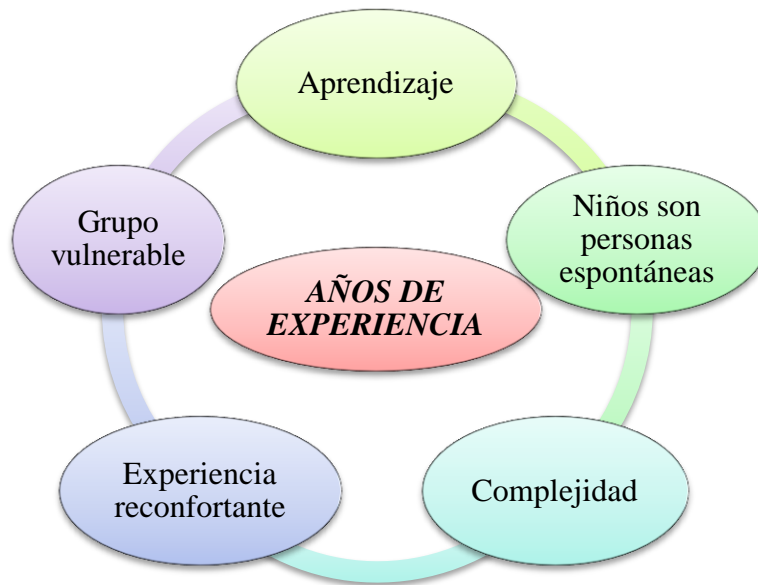 Aprendizaje
Niños son
personas
espontáneas
Complejidad
Experiencia
reconfortante
Grupo
vulnerable
AÑOS DE
EXPERIENCIA